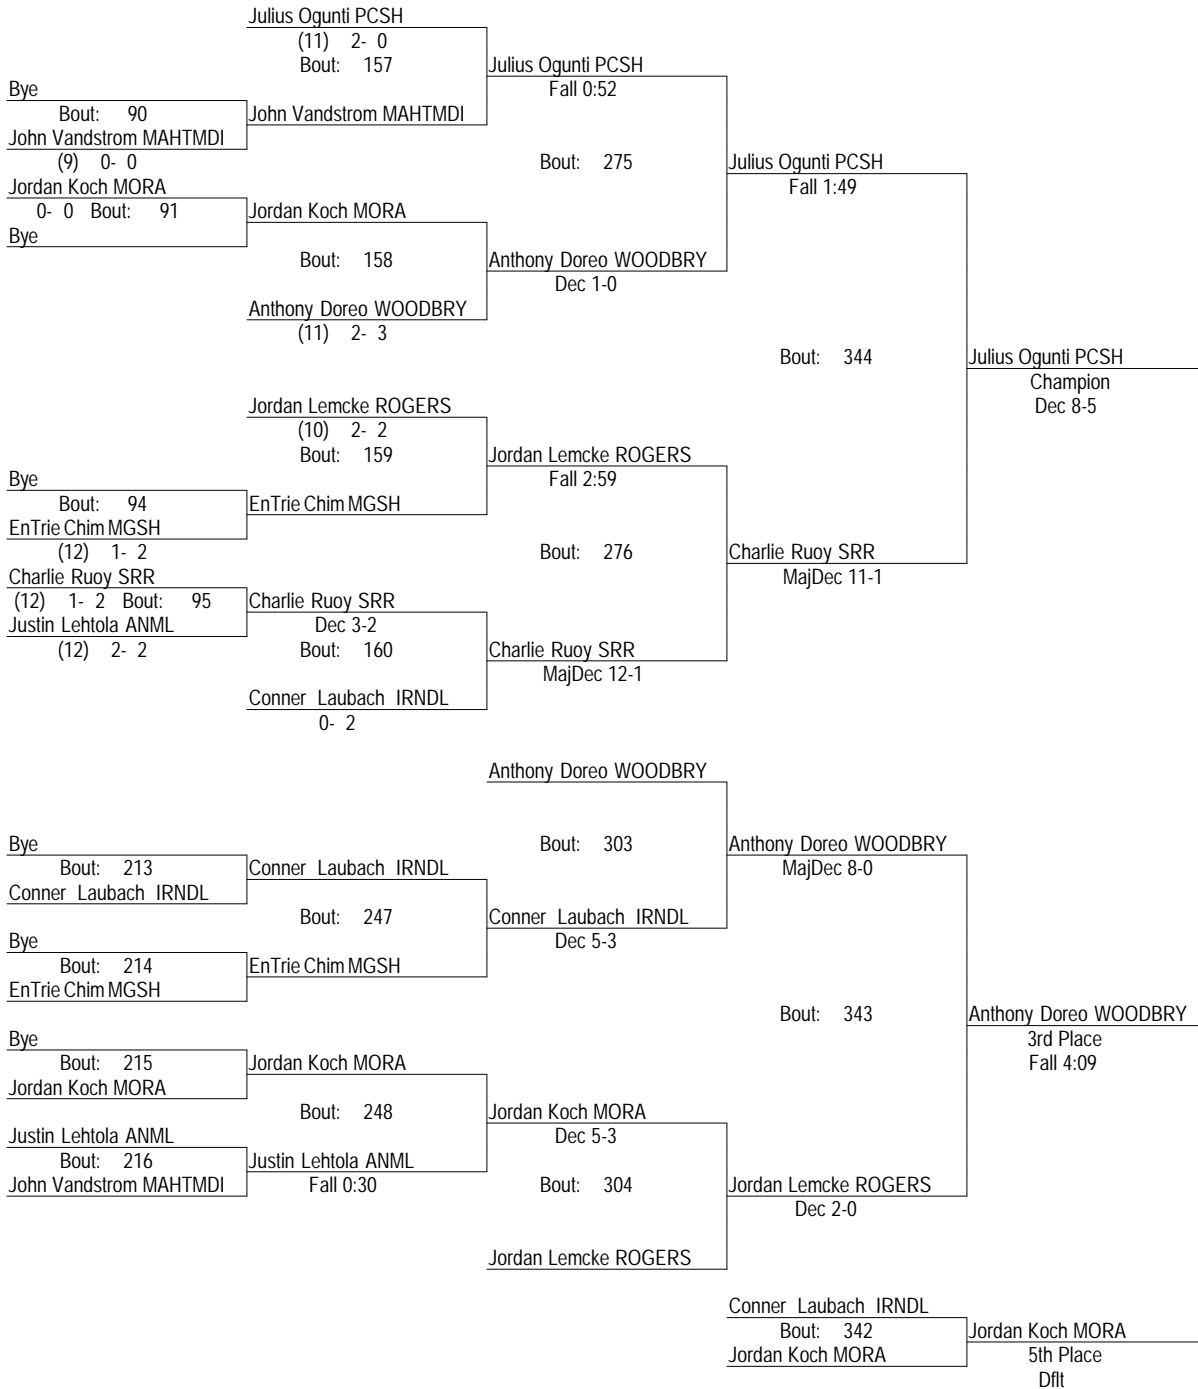 Julius Ogunti PCSH
(11) 2- 0
Bout: 157
Julius Ogunti PCSH
Fall 0:52
Bye
Bout: 90
John Vandstrom MAHTMDI
John Vandstrom MAHTMDI
(9) 0- 0
Bout: 275
Julius Ogunti PCSH
Fall 1:49
Jordan Koch MORA
0- 0 Bout: 91
Jordan Koch MORA
Bye
Bout: 158
Anthony Doreo WOODBRY
Dec 1-0
Anthony Doreo WOODBRY
(11) 2- 3
Bout: 344
Julius Ogunti PCSH
Champion
Dec 8-5
Jordan Lemcke ROGERS
(10) 2- 2
Bout: 159
Jordan Lemcke ROGERS
Fall 2:59
Bye
Bout: 94
EnTrie Chim MGSH
EnTrie Chim MGSH
(12) 1- 2
Bout: 276
Charlie Ruoy SRR
MajDec 11-1
Charlie Ruoy SRR
(12) 1- 2 Bout: 95
Charlie Ruoy SRR
Justin Lehtola ANML
Dec 3-2
(12) 2- 2
Bout: 160
Charlie Ruoy SRR
MajDec 12-1
Conner Laubach IRNDL
0- 2
Anthony Doreo WOODBRY
Bye
Bout: 303
Anthony Doreo WOODBRY
Bout: 213
Conner Laubach IRNDL
MajDec 8-0
Conner Laubach IRNDL
Bout: 247
Conner Laubach IRNDL
Bye
Dec 5-3
Bout: 214
EnTrie Chim MGSH
EnTrie Chim MGSH
Bout: 343
Anthony Doreo WOODBRY
Bye
3rd Place
Bout: 215
Jordan Koch MORA
Fall 4:09
Jordan Koch MORA
Bout: 248
Jordan Koch MORA
Justin Lehtola ANML
Dec 5-3
Bout: 216
Justin Lehtola ANML
John Vandstrom MAHTMDI
Fall 0:30
Bout: 304
Jordan Lemcke ROGERS
Dec 2-0
Jordan Lemcke ROGERS
Conner Laubach IRNDL
Bout: 342
Jordan Koch MORA
Jordan Koch MORA
5th Place
Dflt